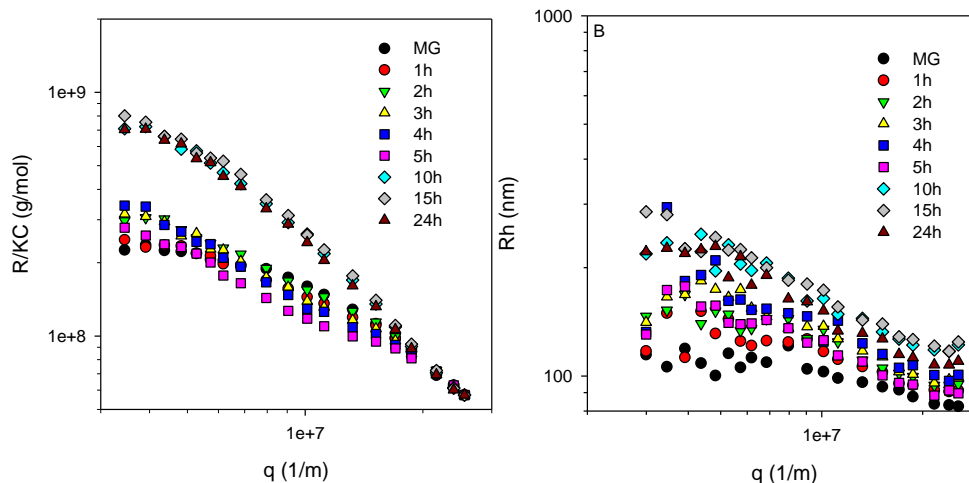 1e+9
1e+8
R/KC (g/mol)
1e+7
q (1/m)
MG
1h
2h
3h
4h
5h
10h
15h
24h
B
1000
100
Rh (nm)
1e+7
q (1/m)
MG
1h
2h
3h
4h
5h
10h
15h
24h